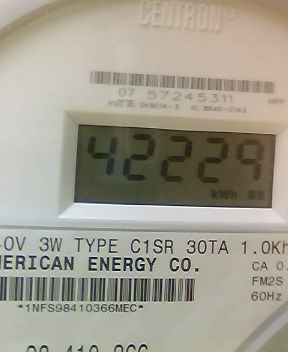 CENTRON®
07 57245311
42229
kWh
40V 3W TYPE C1SR 30TA 1.0Kh
MERICAN ENERGY CO.
CA 0.
FM2S
60Hz
*1NFS98410366MEC*